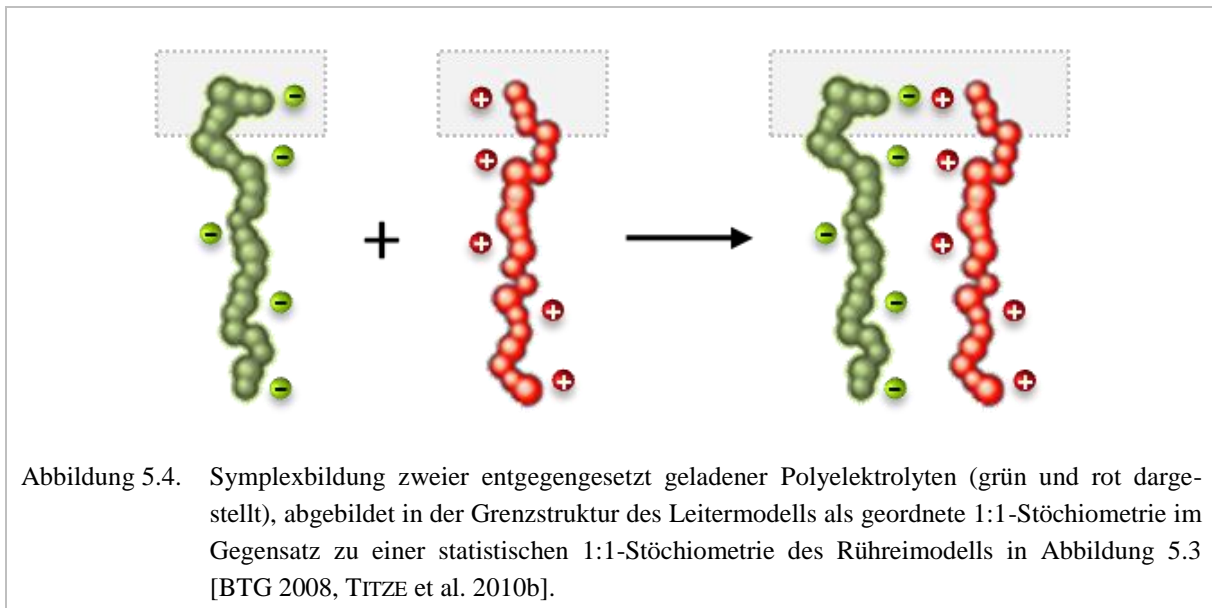 − + − +
− + − +
− + − +
+
− + − +
− + − +
Abbildung 5.4. Symplexbildung zweier entgegengesetzt geladener Polyelektrolyten (grün und rot darge-
stellt), abgebildet in der Grenzstruktur des Leitermodells als geordnete 1:1-Stöchiometrie im
Gegensatz zu einer statistischen 1:1-Stöchiometrie des Rühreimodells in Abbildung 5.3
[BTG 2008, TITZE et al. 2010b].